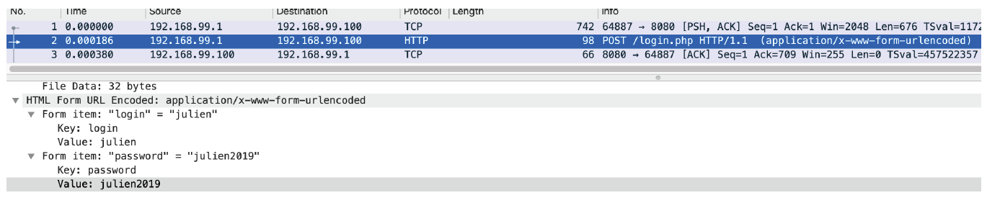 No. Time Source Destination Protocol Length Info
1 0.000000 192.168.99.1 192.168.99.100 TCP 742 64887 → 8080 [PSH, ACK] Seq=1 Ack=1 Win=2048 Len=676 TSval=1172
2 0.000186 192.168.99.1 192.168.99.100 HTTP 98 POST /login.php HTTP/1.1 (application/x-www-form-urlencoded)
3 0.000380 192.168.99.100 192.168.99.1 TCP 66 8080 → 64887 [ACK] Seq=1 Ack=709 Win=255 Len=0 TSval=457522357
File Data: 32 bytes
HTML Form URL Encoded: application/x-www-form-urlencoded
Form item: "login" = "julien"
Key: login
Value: julien
Form item: "password" = "julien2019"
Key: password
Value: julien2019